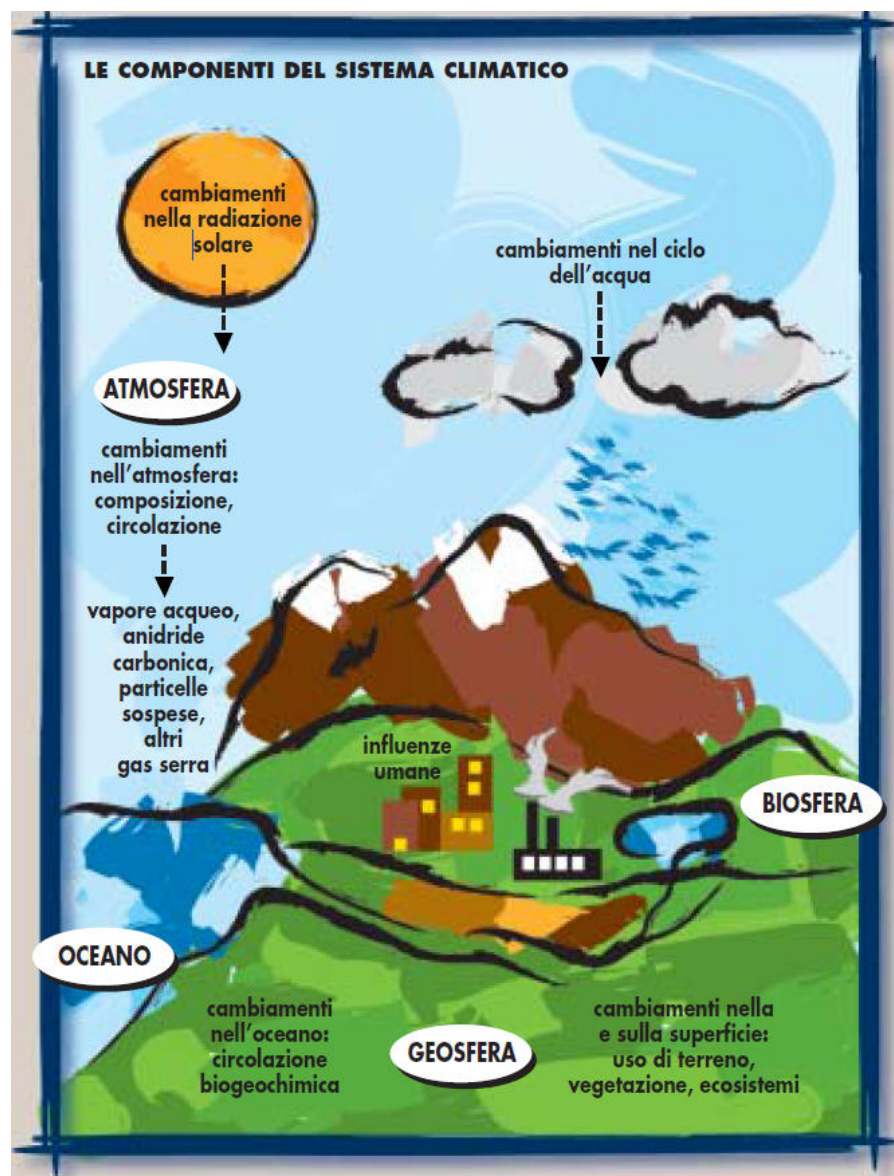 LE COMPONENTI DEL SISTEMA CLIMATICO
cambiamenti
nella radiazione
solare
cambiamenti nel ciclo
dell'acqua
ATMOSFERA
cambiamenti
nell'atmosfera:
composizione,
circolazione
vapore acqueo,
anidride
carbonica,
particelle
sospese,
altri
gas serra
influenze
umane
BIOSFERA
OCEANO
cambiamenti
nell'oceano:
circolazione
biogeochimica
GEOSFERA
cambiamenti nella
e sulla superficie:
uso di terreno,
vegetazione, ecosistemi